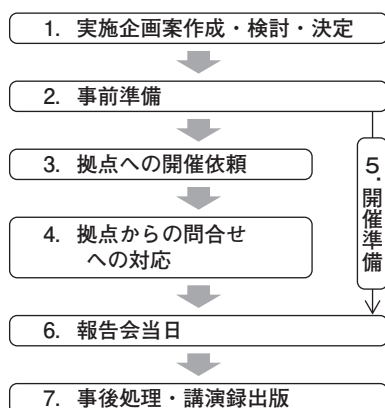 1. 実施企画案作成・検討・決定
2. 事前準備
3. 拠点への開催依頼
4. 拠点からの問合せ
への対応
5. 開催準備
6. 報告会当日
7. 事後処理・講演録出版